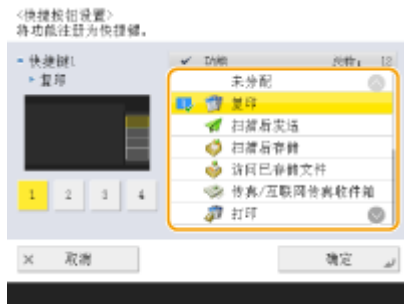 <快捷按钮设置>
将功能注册为快捷键。
快捷键1
复印
1 2 3 4
功能
12
未分配
复印
扫描后发送
扫描后存储
访问已存储文件
传真/互联网传真收件箱
打印
× 取消
确定